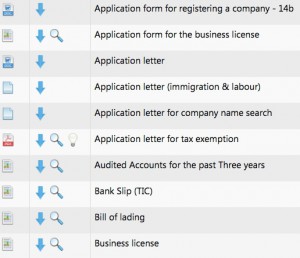 Application form for registering a company - 14b
Application form for the business license
Application letter
Application letter (immigration & labour)
Application letter for company name search
Application letter for tax exemption
Audited Accounts for the past Three years
Bank Slip (TIC)
Bill of lading
Business license